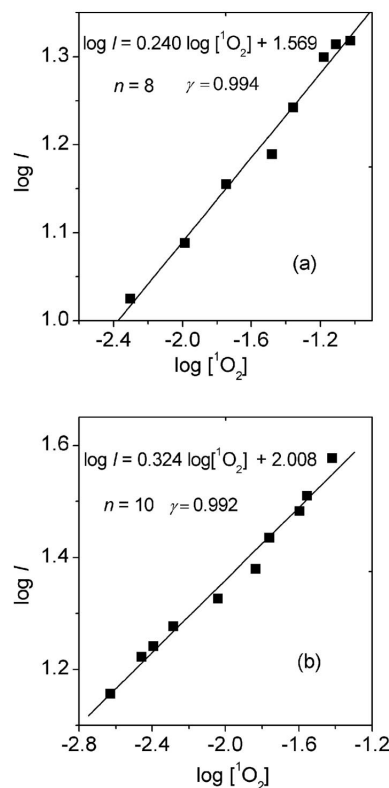 log I = 0.240 log [¹O₂] + 1.569
n = 8 γ = 0.994
1.3
1.2
1.1
1.0
log I
(a)
-2.4 -2.0 -1.6 -1.2
log [¹O₂]
1.6
log I = 0.324 log[¹O₂] + 2.008
n = 10 γ = 0.992
1.4
1.2
log I
(b)
-2.8 -2.4 -2.0 -1.6 -1.2
log [¹O₂]